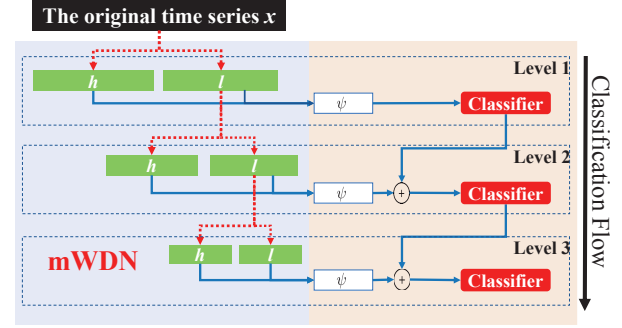 The original time series x
Level 1
h
l
ψ
Classifier
Level 2
h
l
ψ
+
Classifier
Level 3
mWDN
h
l
ψ
+
Classifier
Classification Flow